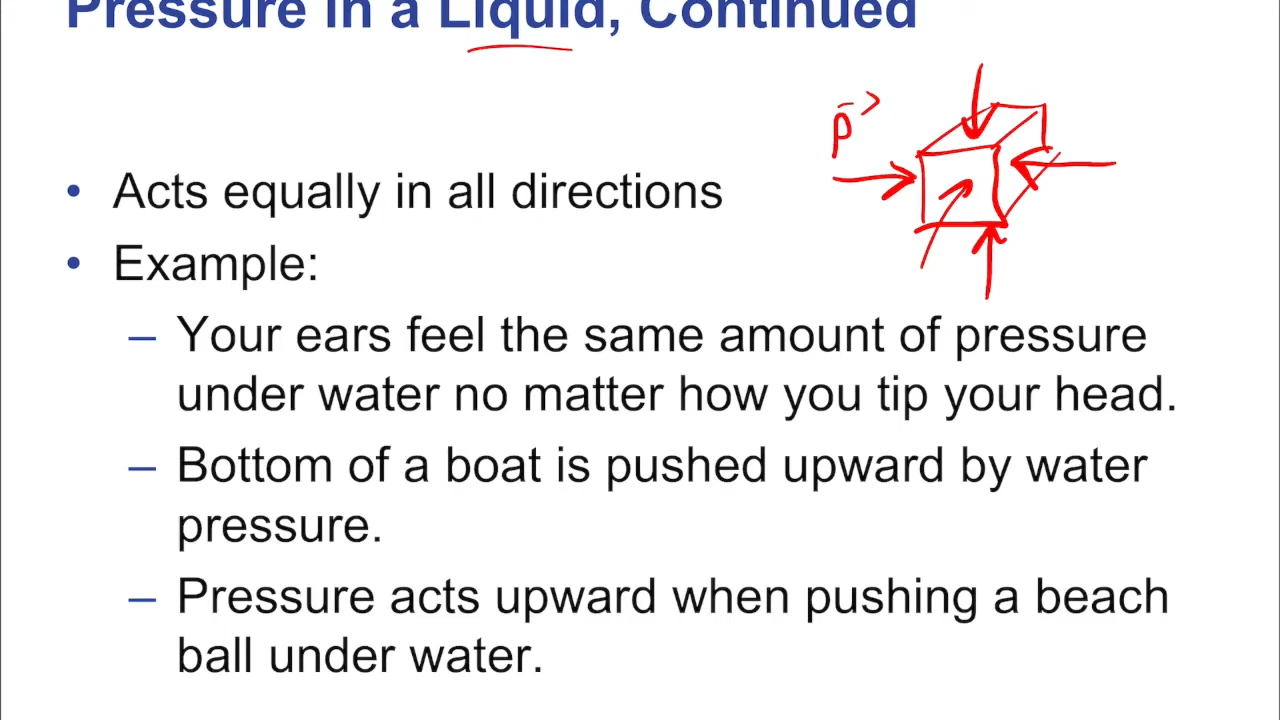 Pressure in a Liquid, Continued
p
• Acts equally in all directions
• Example:
– Your ears feel the same amount of pressure
under water no matter how you tip your head.
– Bottom of a boat is pushed upward by water
pressure.
– Pressure acts upward when pushing a beach
ball under water.